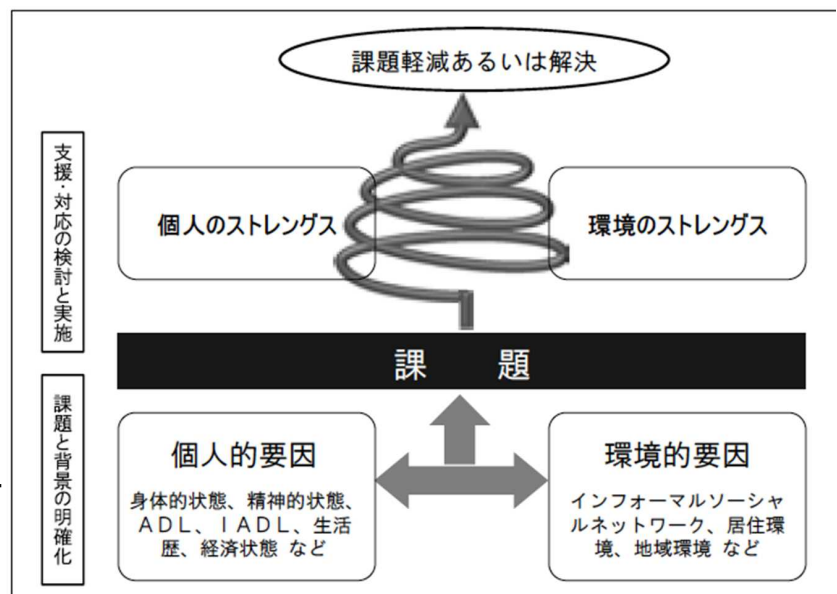 課題軽減あるいは解決
支援・対応の検討と実施
個人のストレングス
環境のストレングス
課　題
課題と背景の明確化
個人的要因
身体的状態、精神的状態、
ＡＤＬ、ＩＡＤＬ、生活
歴、経済状態 など
環境的要因
インフォーマルソーシャ
ルネットワーク、居住環
境、地域環境 など